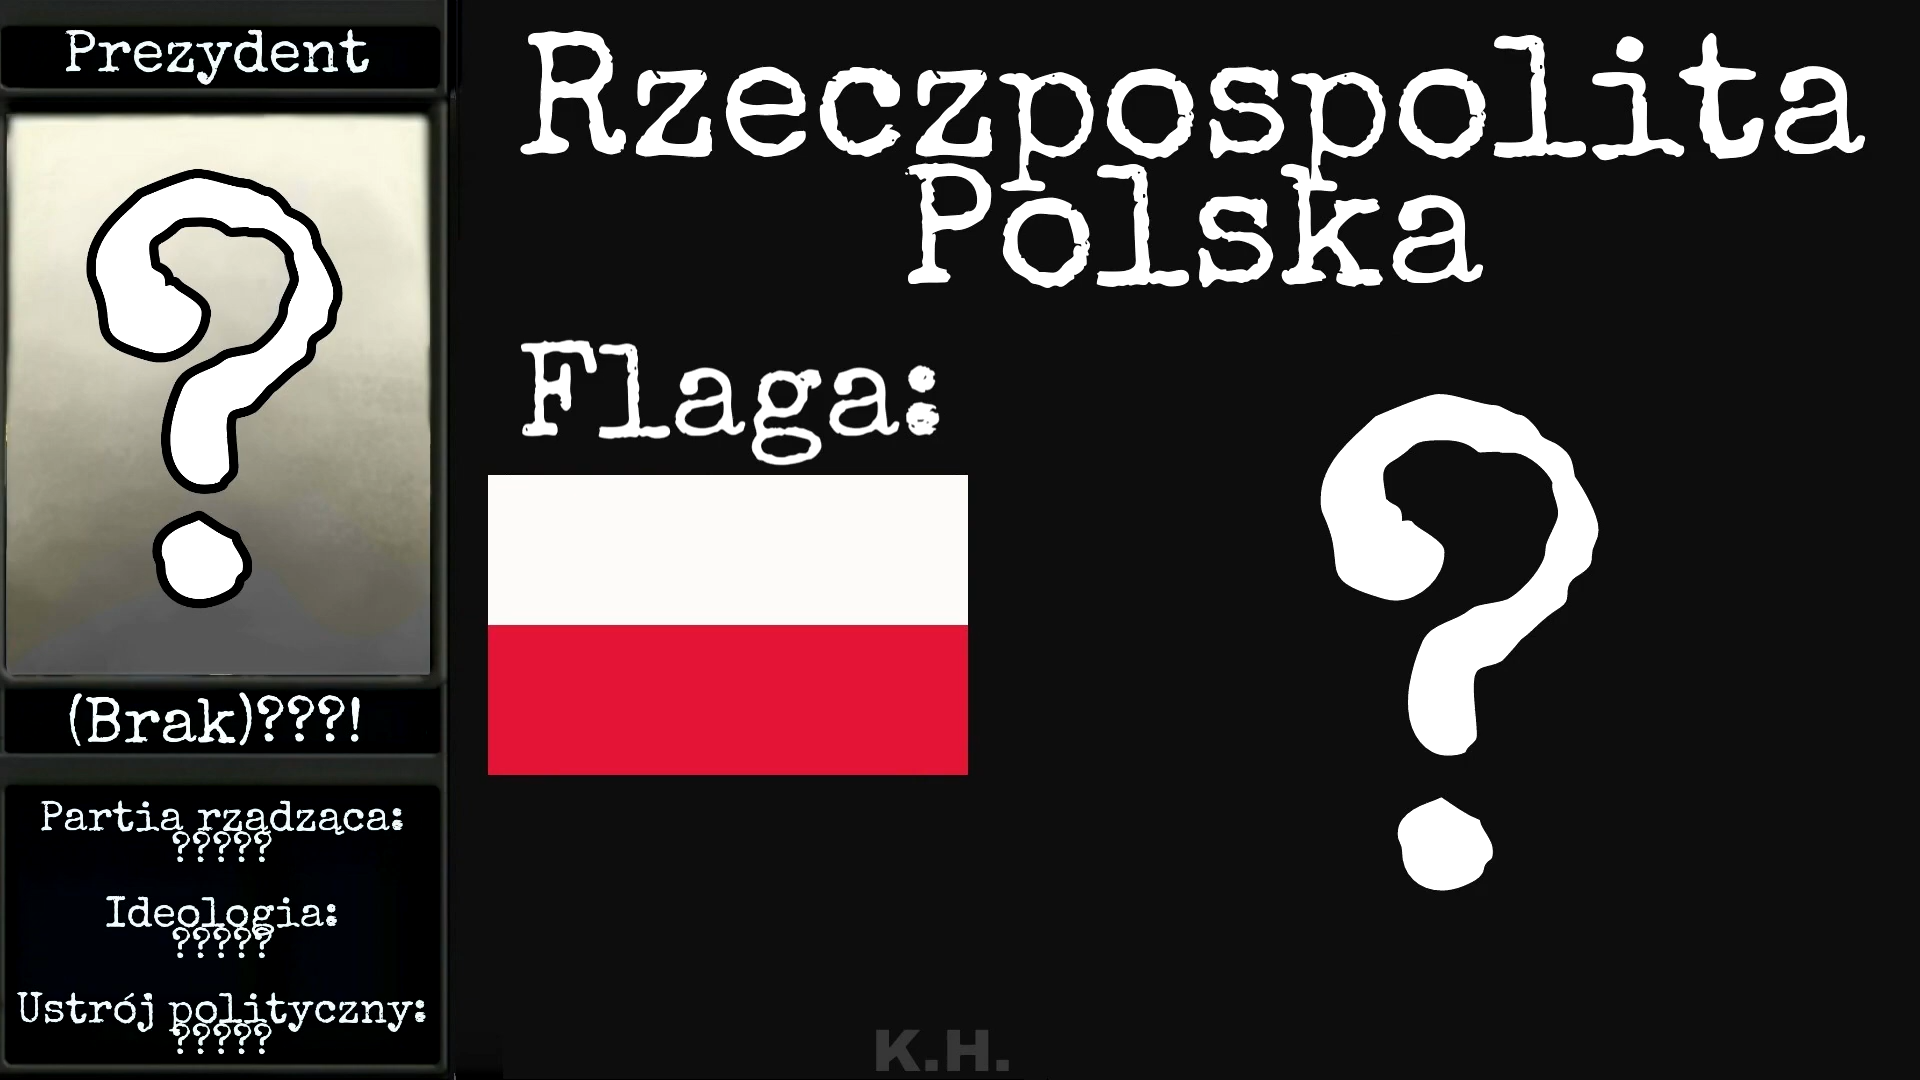 Prezydent
?
(Brak)???!
Partia rządząca:
?????
Ideologia:
?????
Ustrój polityczny:
?????
Rzeczpospolita
Polska
Flaga:
?
K.H.